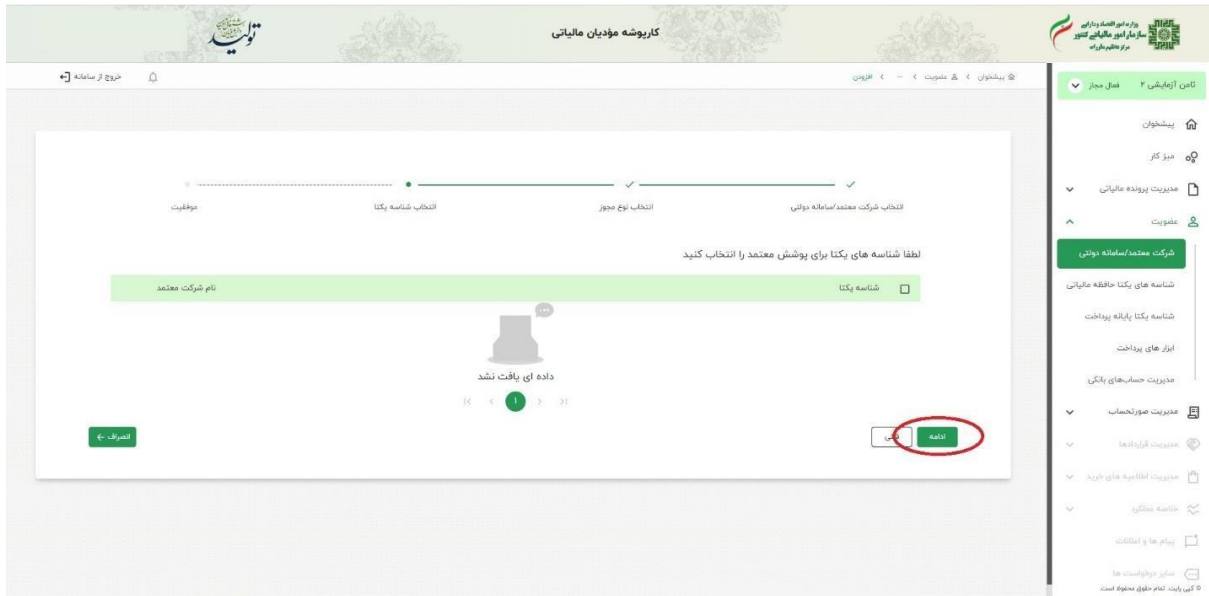 وزارت امور اقتصادی و دارایی
سازمان امور مالیاتی کشور
کارپوشه مؤدیان مالیاتی
تولید
ثامن آزمایشی ۲
فعال مجاز
پیشخوان
میز کار
مدیریت پرونده مالیاتی
عضویت
شرکت معتمد/سامانه دولتی
شناسه های یکتا حافظه مالیاتی
شناسه یکتا پایانه پرداخت
ابزار های پرداخت
مدیریت حساب‌های بانکی
مدیریت صورتحساب
مدیریت قراردادها
مدیریت اطلاعیه های خرید
خلاصه عملکرد
پیام ها و اعلانات
سایر درخواست ها
© کپی رایت. تمام حقوق محفوظ است.
پیشخوان > عضویت > -- > افزودن
خروج از سامانه
انتخاب شرکت معتمد/سامانه دولتی
انتخاب نوع مجوز
انتخاب شناسه یکتا
موفقیت
لطفا شناسه های یکتا برای پوشش معتمد را انتخاب کنید
شناسه یکتا
نام شرکت معتمد
داده ای یافت نشد
۱
ادامه
انصراف